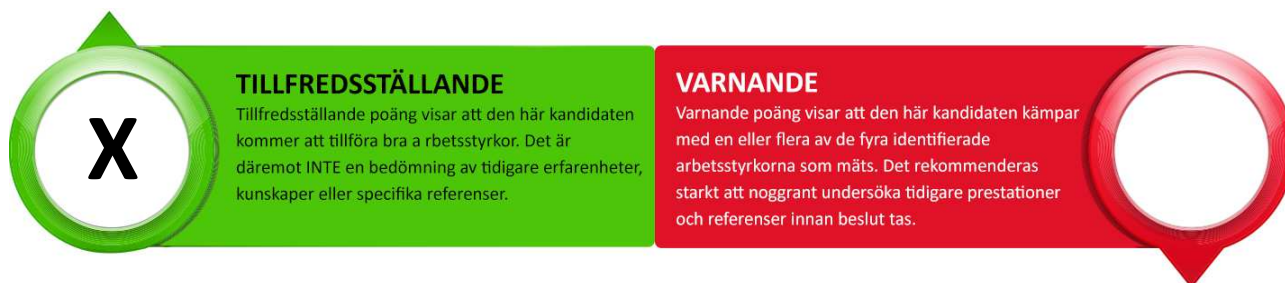 X
TILLFREDSSTÄLLANDE
Tillfredsställande poäng visar att den här kandidaten
kommer att tillföra bra a rbetsstyrkor. Det är
däremot INTE en bedömning av tidigare erfarenheter,
kunskaper eller specifika referenser.
VARNANDE
Varnande poäng visar att den här kandidaten kämpar
med en eller flera av de fyra identifierade
arbetsstyrkorna som mäts. Det rekommenderas
starkt att noggrant undersöka tidigare prestationer
och referenser innan beslut tas.